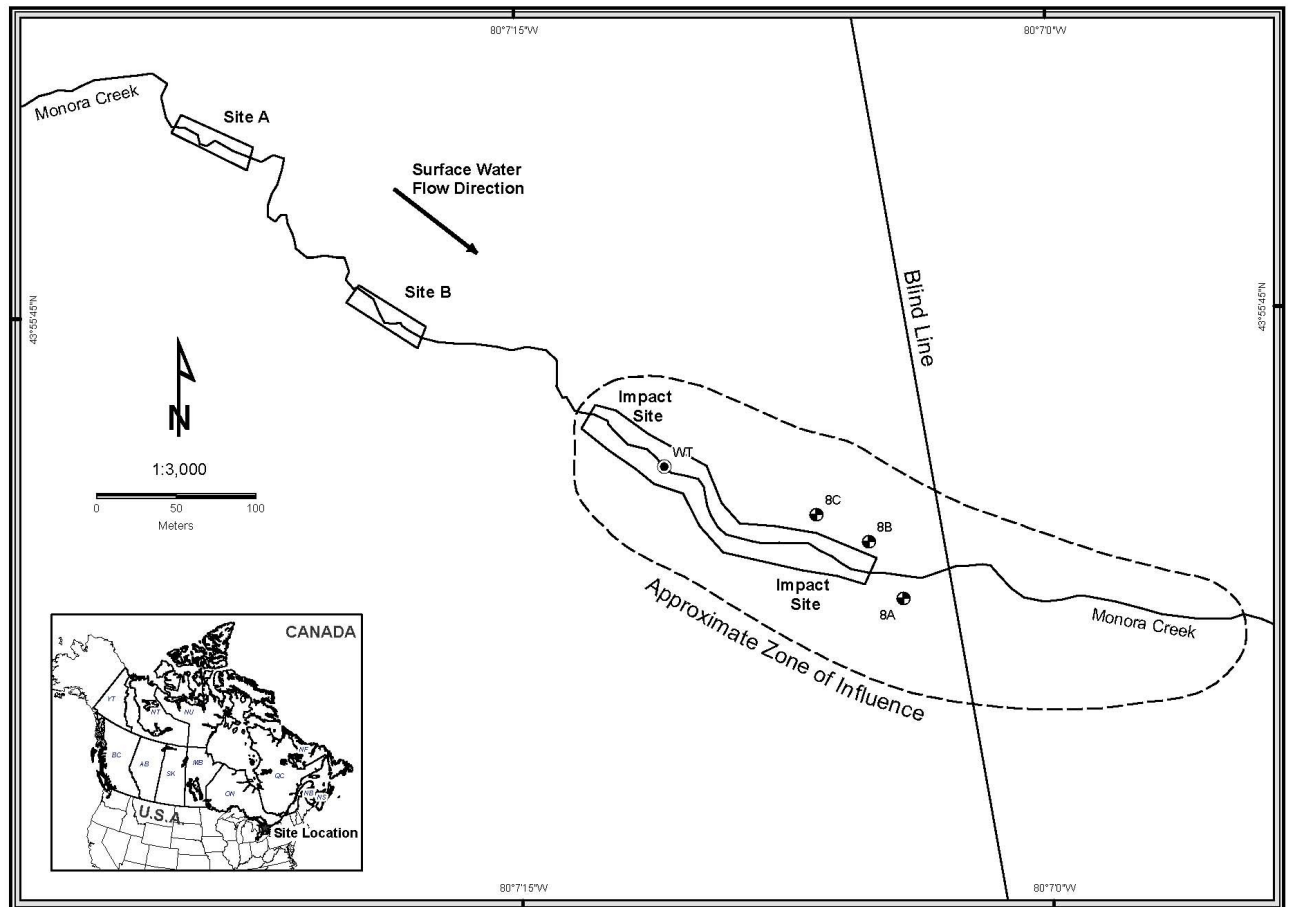 80°7'15"W
80°7'0"W
Monora Creek
Site A
Surface Water
Flow Direction
Site B
Blind Line
43°55'45"N
43°55'45"N
N
1:3,000
0 50 100
Meters
Impact
Site
WT
8C
8B
8A
Impact
Site
Approximate Zone of Influence
Monora Creek
CANADA
YT
NT
NU
BC
AB
SK
MB
ON
QC
NF
NB
NS
U.S.A.
Site Location
80°7'15"W
80°7'0"W